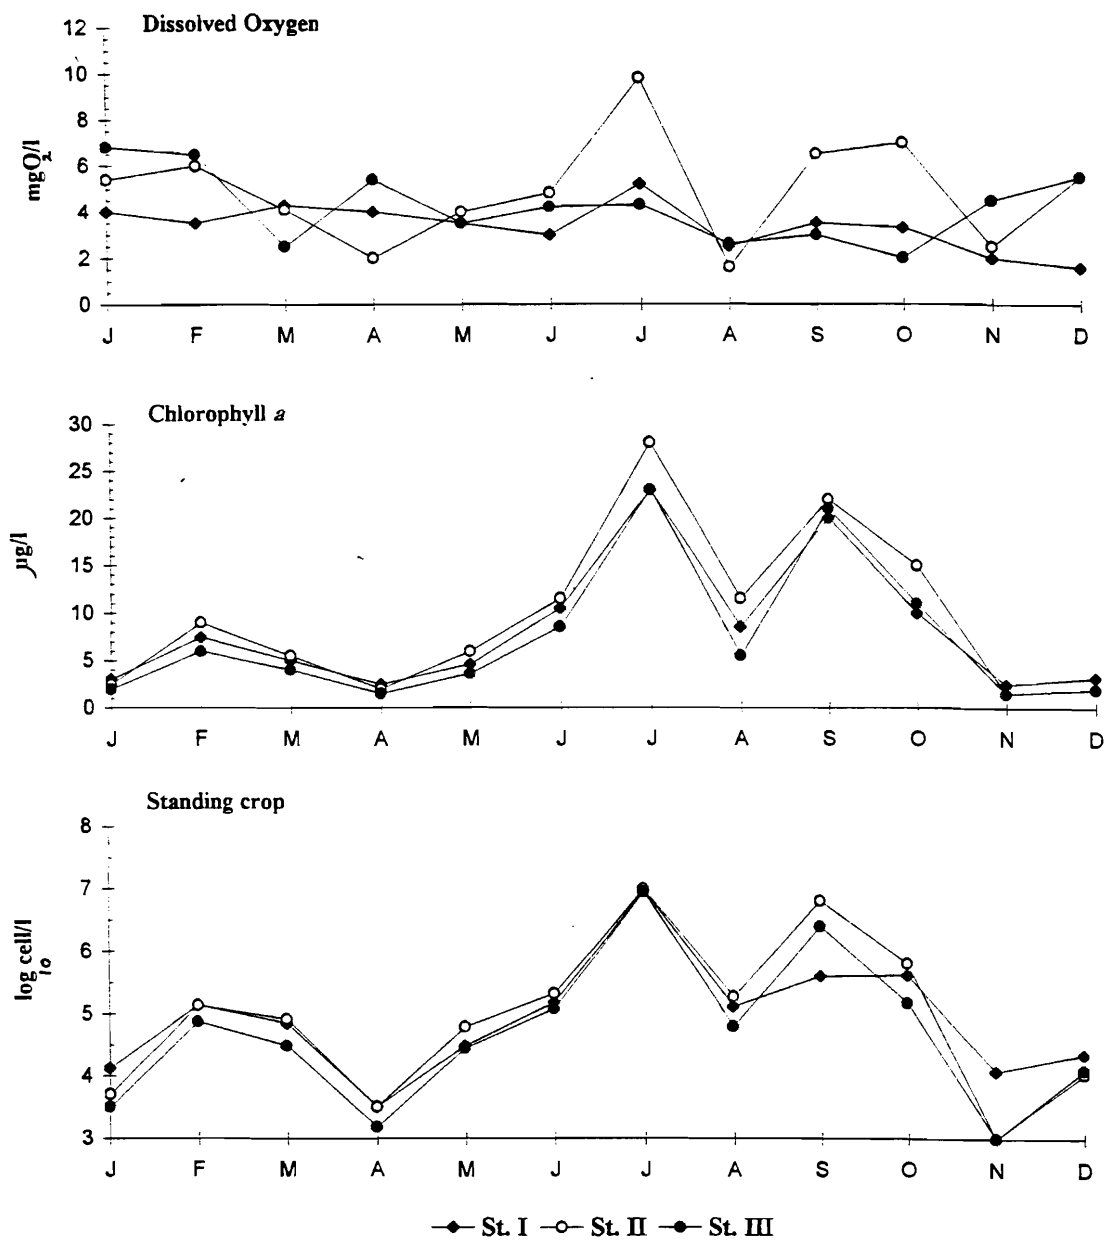 Dissolved Oxygen
12
10
8
6
4
2
0
mgO2/l
J F M A M J J A S O N D
Chlorophyll a
30
25
20
15
10
5
0
µg/l
J F M A M J J A S O N D
Standing crop
8
7
6
5
4
3
log10 cell/l
J F M A M J J A S O N D
St. I St. II St. III